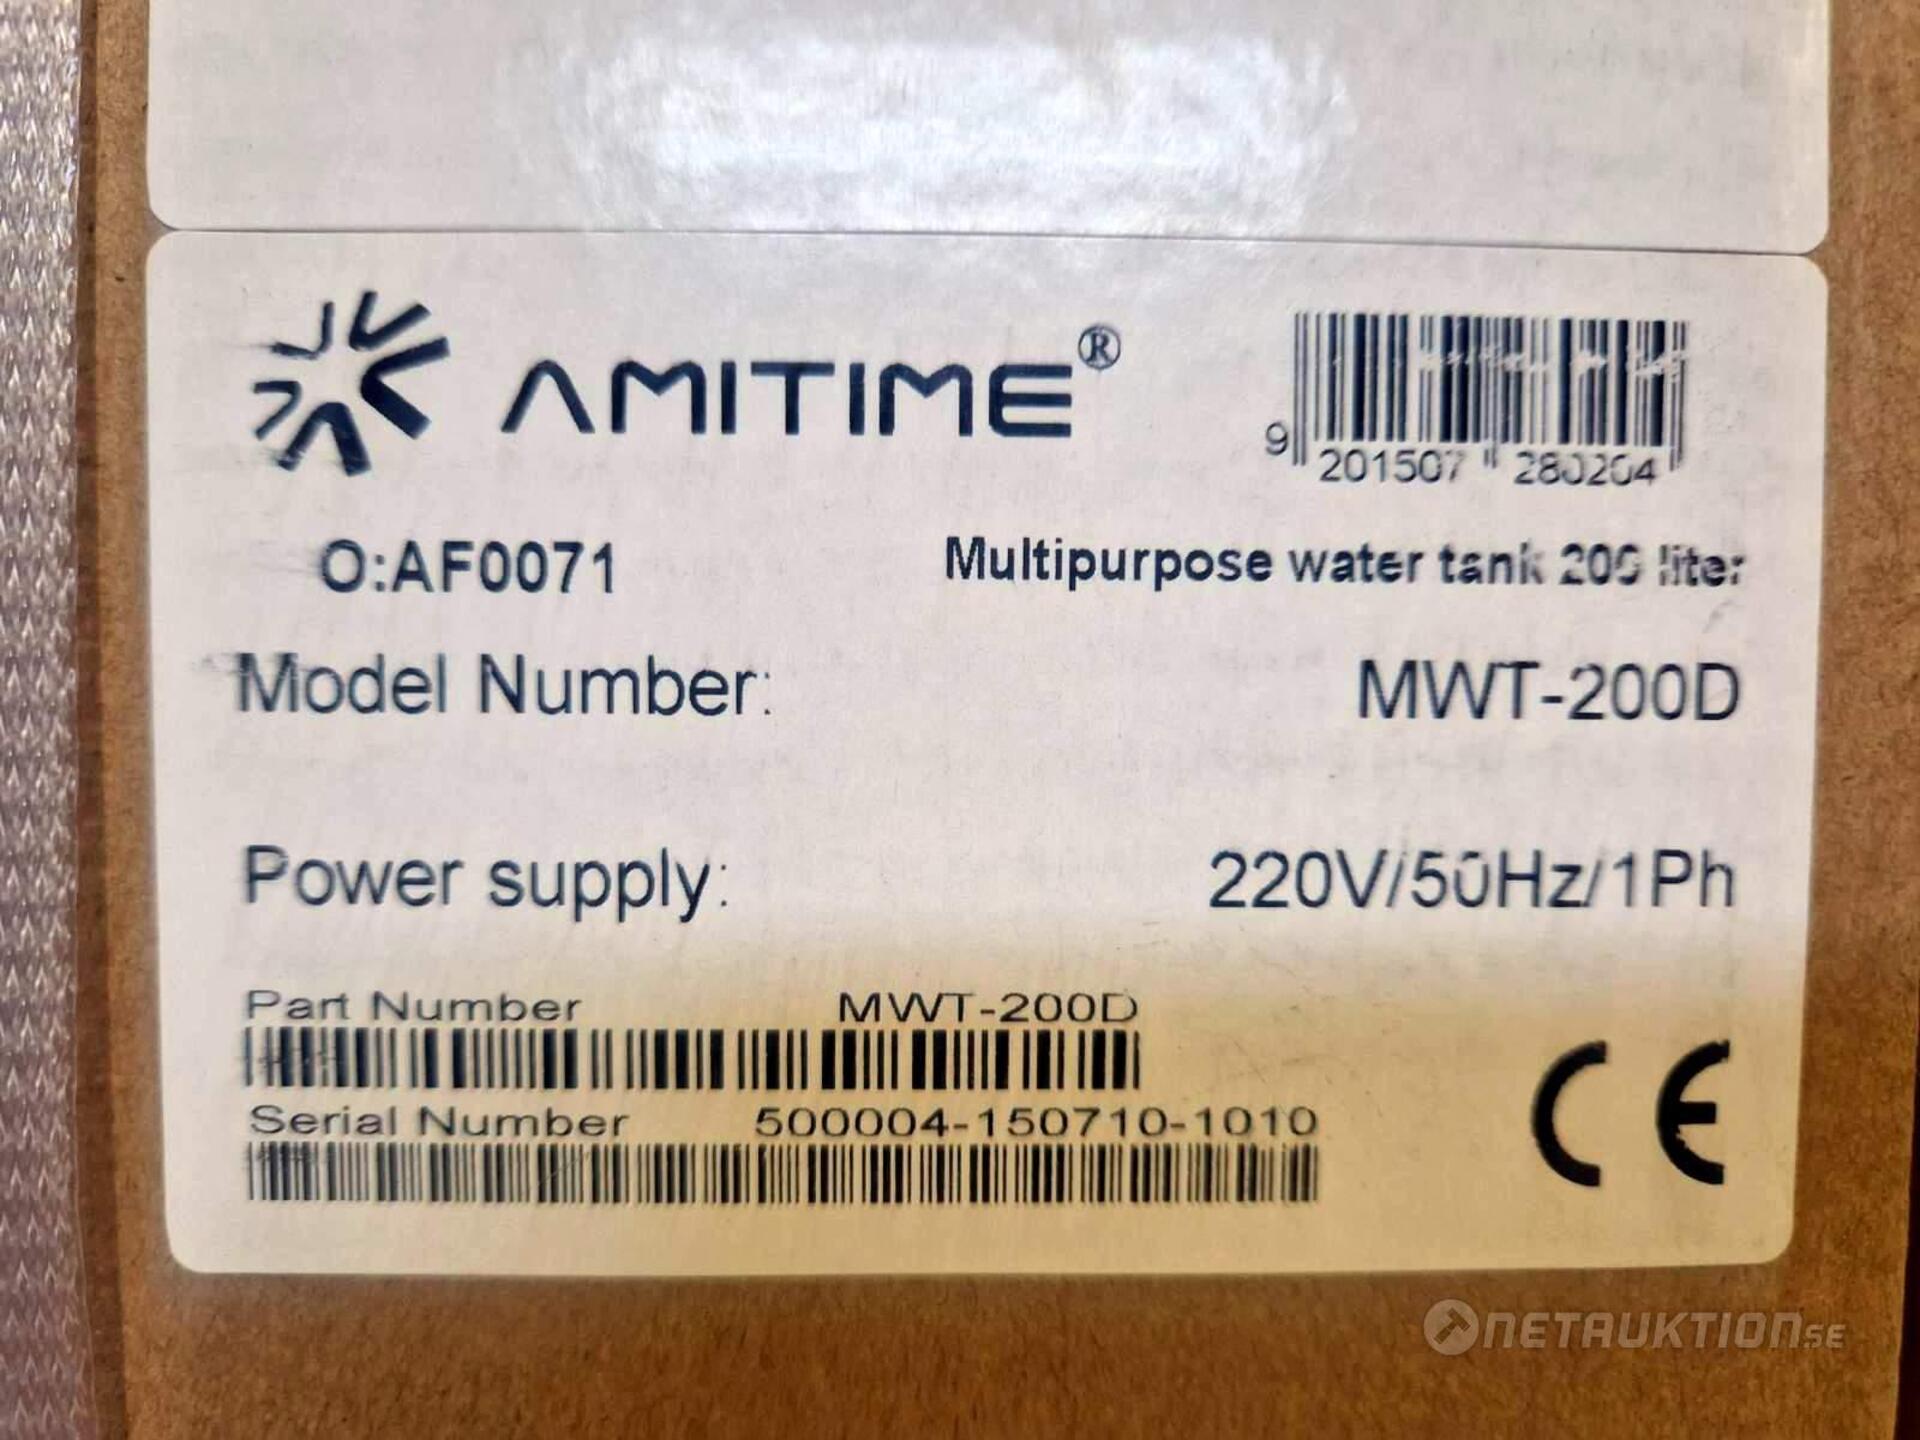 AMITIME®
9 201507 280204
O:AF0071
Multipurpose water tank 200 liter
Model Number: MWT-200D
Power supply: 220V/50Hz/1Ph
Part Number MWT-200D
Serial Number 500004-150710-1010
CE
NETAUKTION.SE